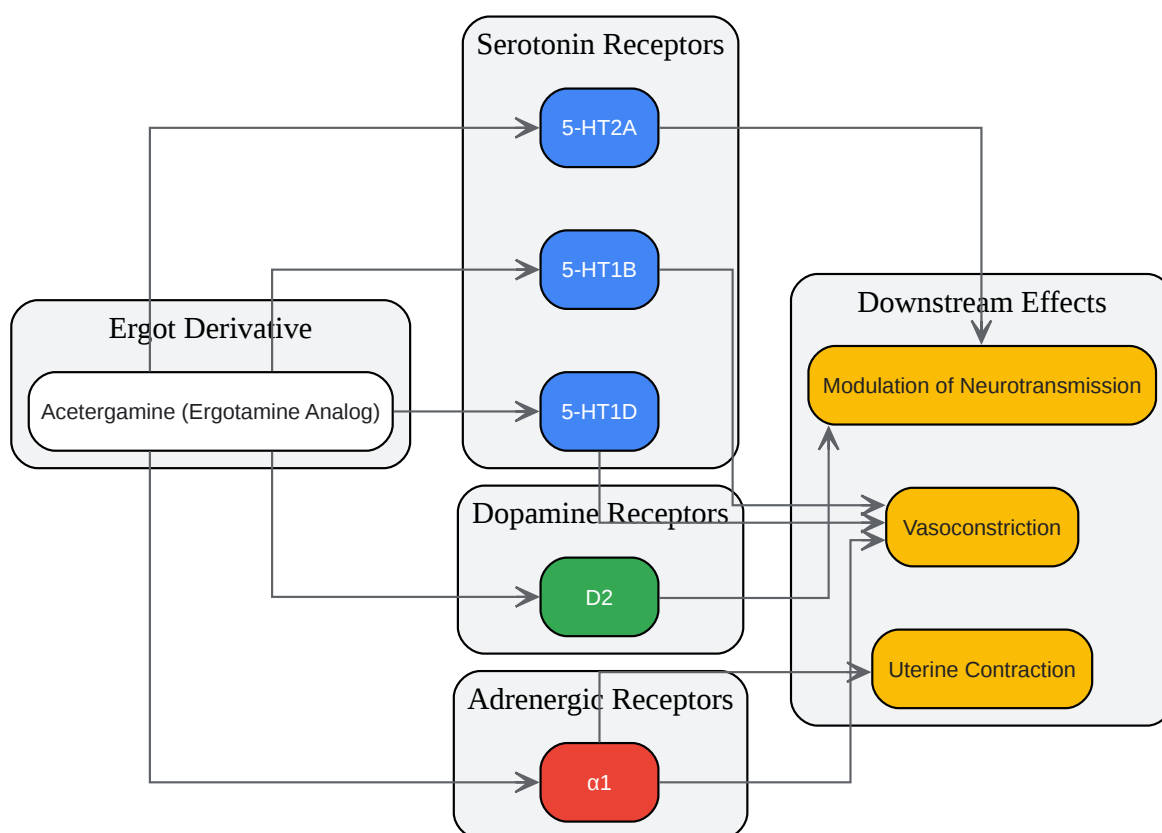 Serotonin Receptors
5-HT2A
5-HT1B
5-HT1D
Ergot Derivative
Acetergamine (Ergotamine Analog)
Dopamine Receptors
D2
Adrenergic Receptors
α1
Downstream Effects
Modulation of Neurotransmission
Vasoconstriction
Uterine Contraction